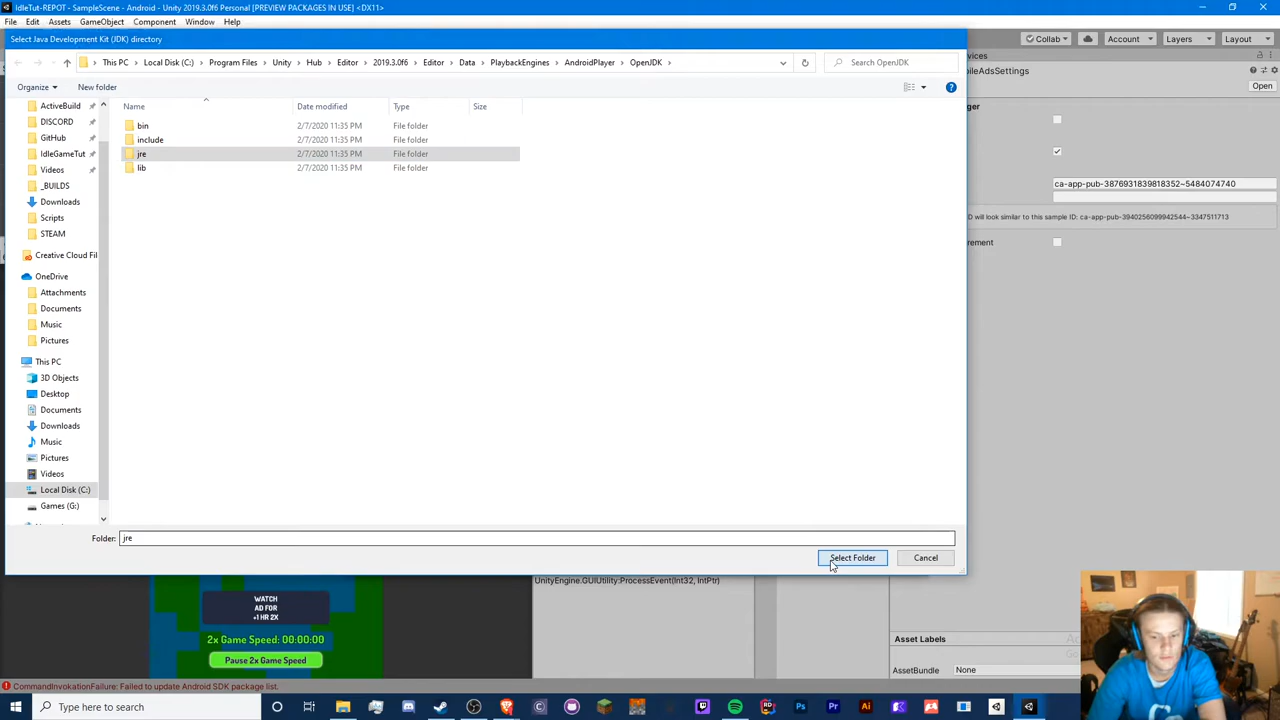 IdleTut-REPOT - SampleScene - Android - Unity 2019.3.0f6 Personal [PREVIEW PACKAGES IN USE] <DX11>
File Edit Assets GameObject Component Window Help
Select Java Development Kit (JDK) directory
Collab Account Layers Layout
This PC Local Disk (C:) Program Files Unity Hub Editor 2019.3.0f6 Editor Data PlaybackEngines AndroidPlayer OpenJDK
Search OpenJDK
Organize New folder
Name Date modified Type Size
bin 2/7/2020 11:35 PM File folder
include 2/7/2020 11:35 PM File folder
jre 2/7/2020 11:35 PM File folder
lib 2/7/2020 11:35 PM File folder
ActiveBuild
DISCORD
GitHub
IdleGameTut
Videos
_BUILDS
Downloads
Scripts
STEAM
Creative Cloud Fil
OneDrive
Attachments
Documents
Music
Pictures
This PC
3D Objects
Desktop
Documents
Downloads
Music
Pictures
Videos
Local Disk (C:)
Games (G:)
Folder: jre
Select Folder Cancel
Open
ca-app-pub-3876931839818352~5484074740
D will look similar to this sample ID: ca-app-pub-3940256099942544~3347511713
UnityEngine.GUIUtility:ProcessEvent(Int32, IntPtr)
WATCH
AD FOR
+1 HR 2X
2x Game Speed: 00:00:00
Pause 2x Game Speed
Asset Labels
AssetBundle None
CommandInvokationFailure: Failed to update Android SDK package list.
Type here to search